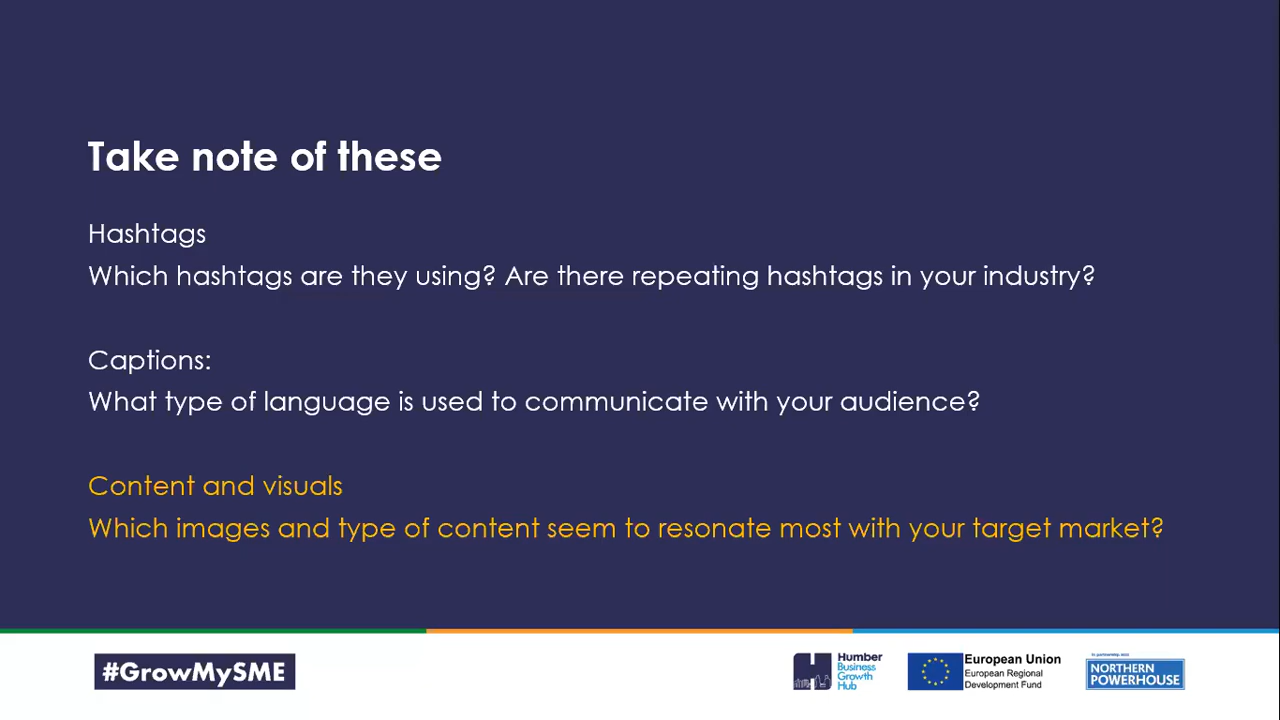 Take note of these
Hashtags
Which hashtags are they using? Are there repeating hashtags in your industry?
Captions:
What type of language is used to communicate with your audience?
Content and visuals
Which images and type of content seem to resonate most with your target market?
#GrowMySME
Humber
Business
Growth
Hub
European Union
European Regional
Development Fund
In partnership with
NORTHERN
POWERHOUSE